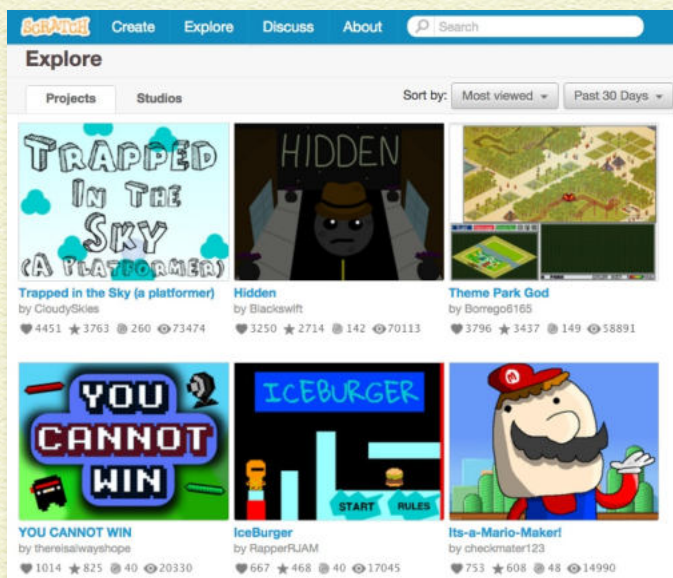 SCRATCH Create Explore Discuss About Search
Explore
Projects Studios Sort by: Most viewed Past 30 Days
TRAPPED
IN THE
SKY
(A PLATFORMER)
HIDDEN
Trapped in the Sky (a platformer) Hidden Theme Park God
by CloudySkies by Blackswift by Borrego6165
4451 3763 260 73474 3250 2714 142 70113 3796 3437 149 58891
YOU
CANNOT
WIN
ICEBURGER
START RULES
M
YOU CANNOT WIN IceBurger Its-a-Mario-Maker!
by thereisalwayshope by RapperRJAM by checkmater123
1014 825 40 20330 667 468 40 17045 753 608 48 14990